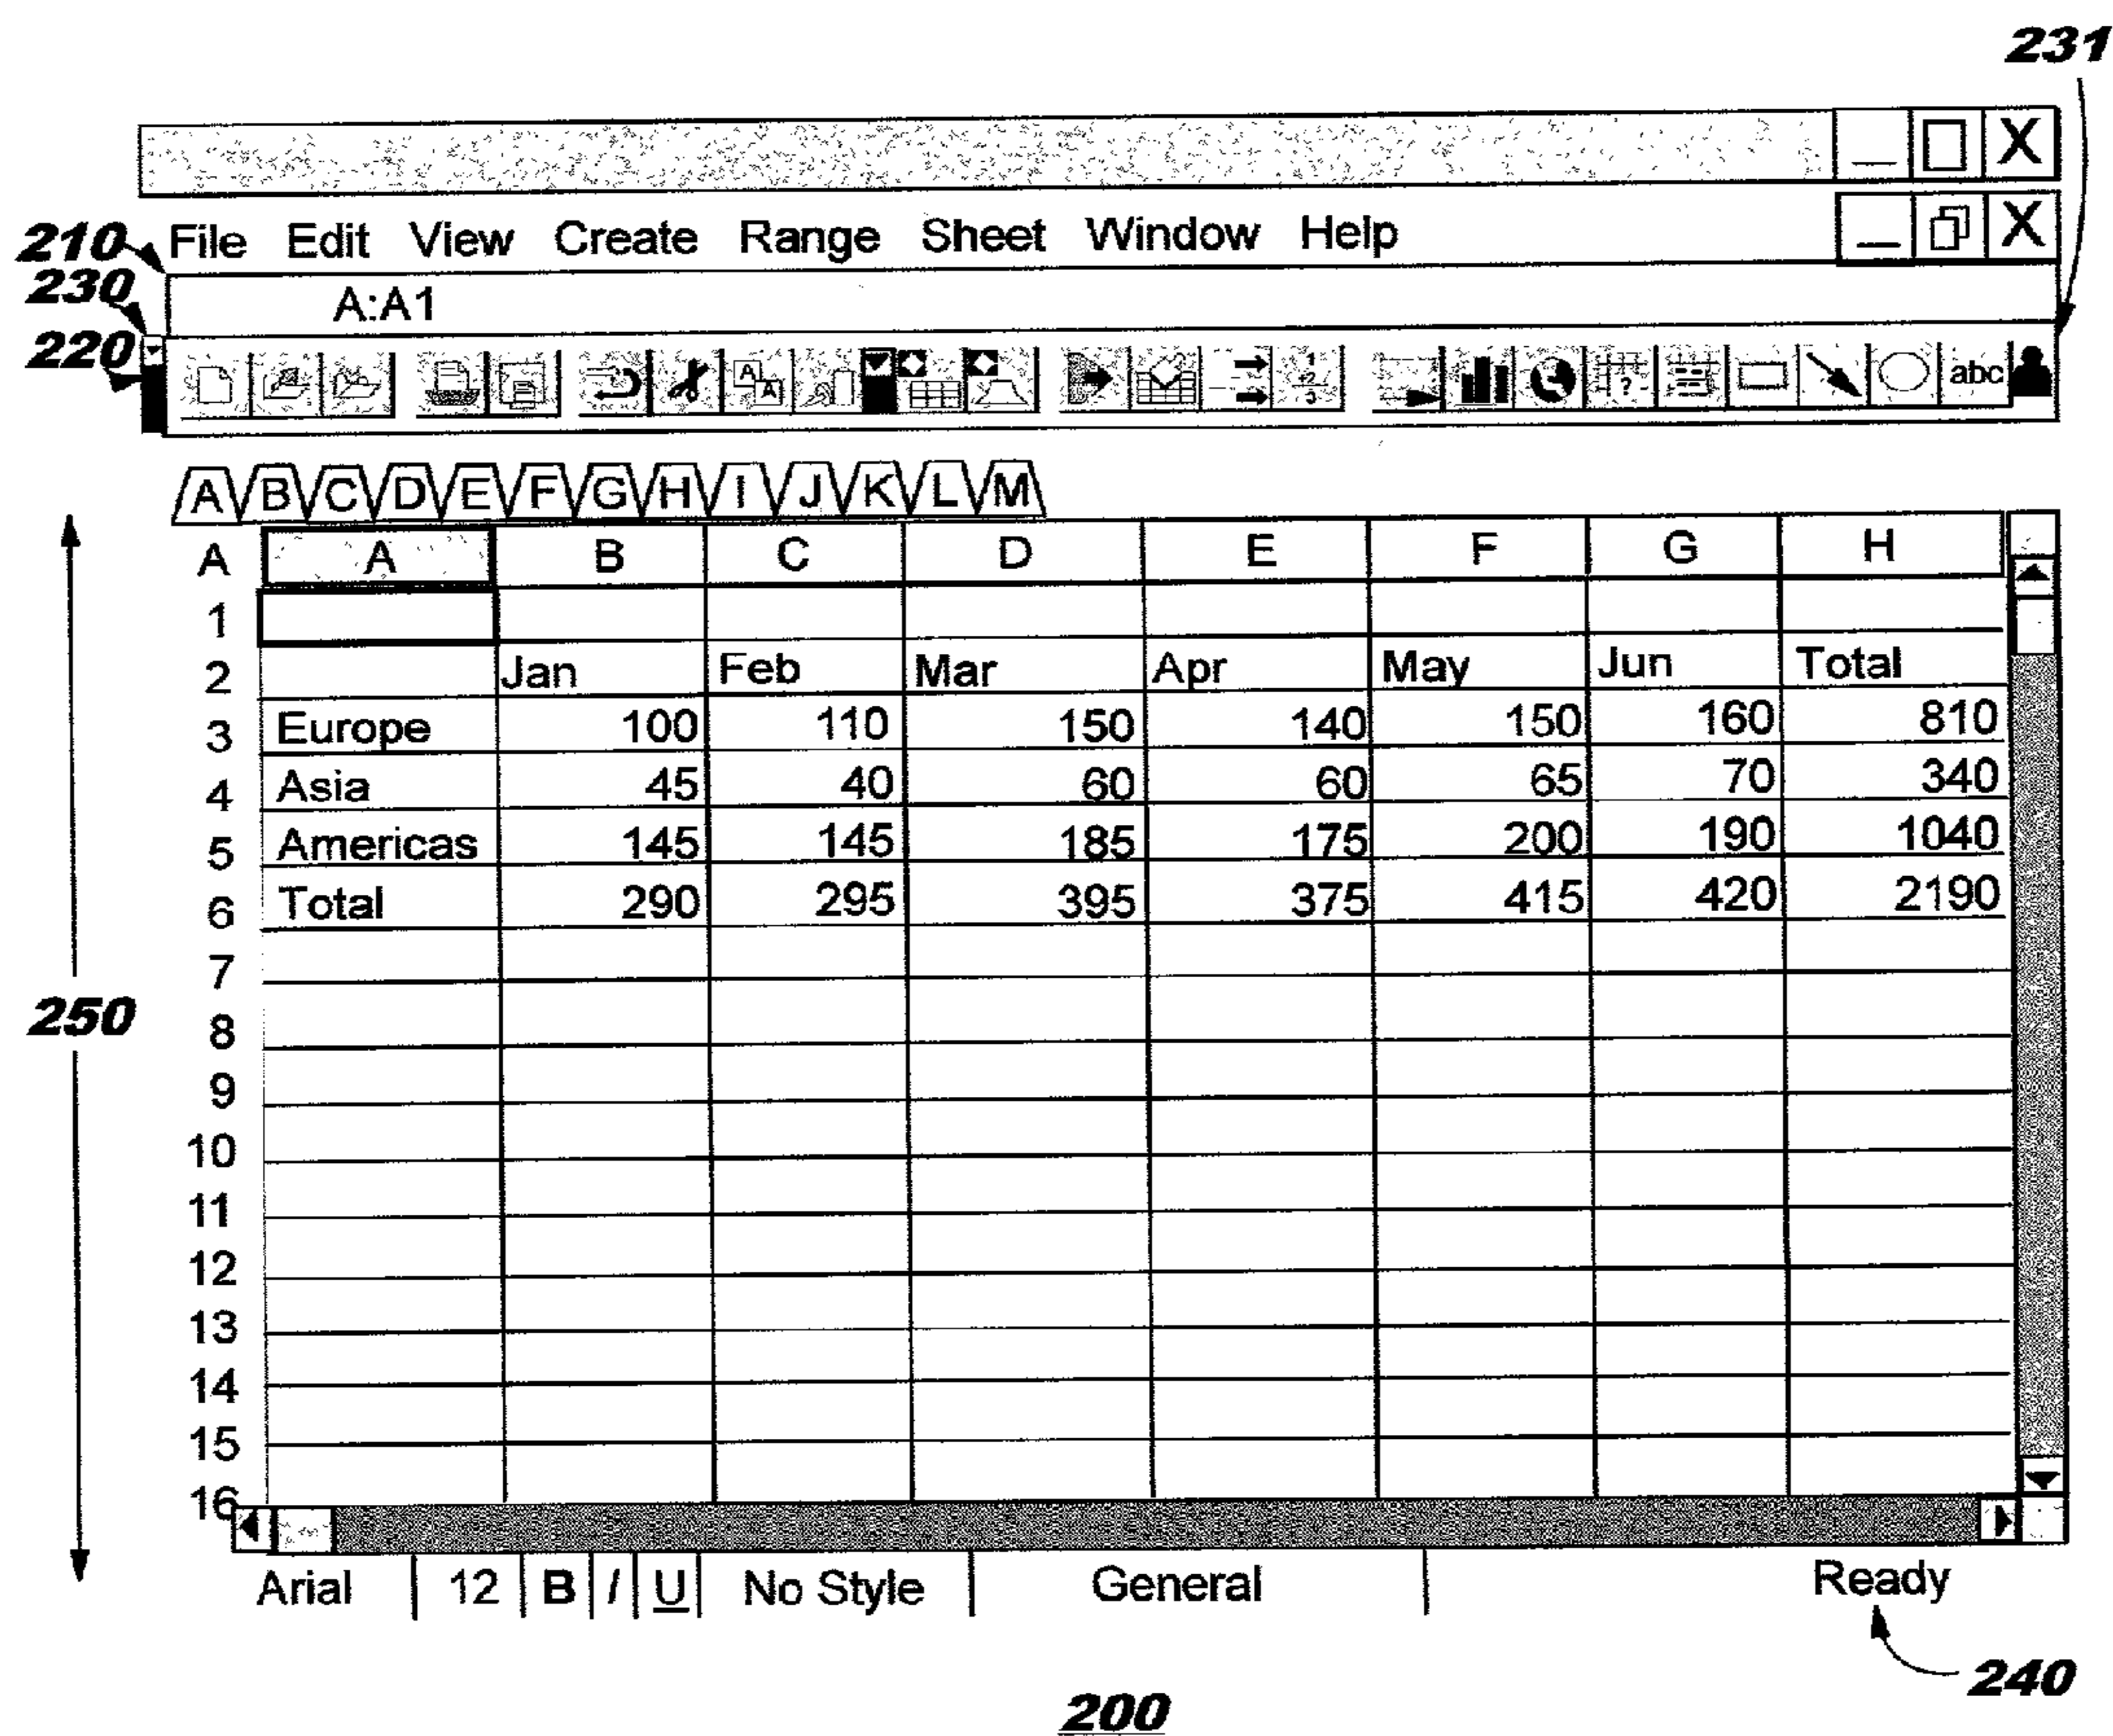 231
X
210 File Edit View Create Range Sheet Window Help X
230 A:A1
220 A A ? 1 +2 3 abc
A B C D E F G H I J K L M
A A B C D E F G H
1
2 Jan Feb Mar Apr May Jun Total
3 Europe 100 110 150 140 150 160 810
4 Asia 45 40 60 60 65 70 340
5 Americas 145 145 185 175 200 190 1040
6 Total 290 295 395 375 415 420 2190
7
250
8
9
10
11
12
13
14
15
16
Arial 12 B I U No Style General Ready
240
200